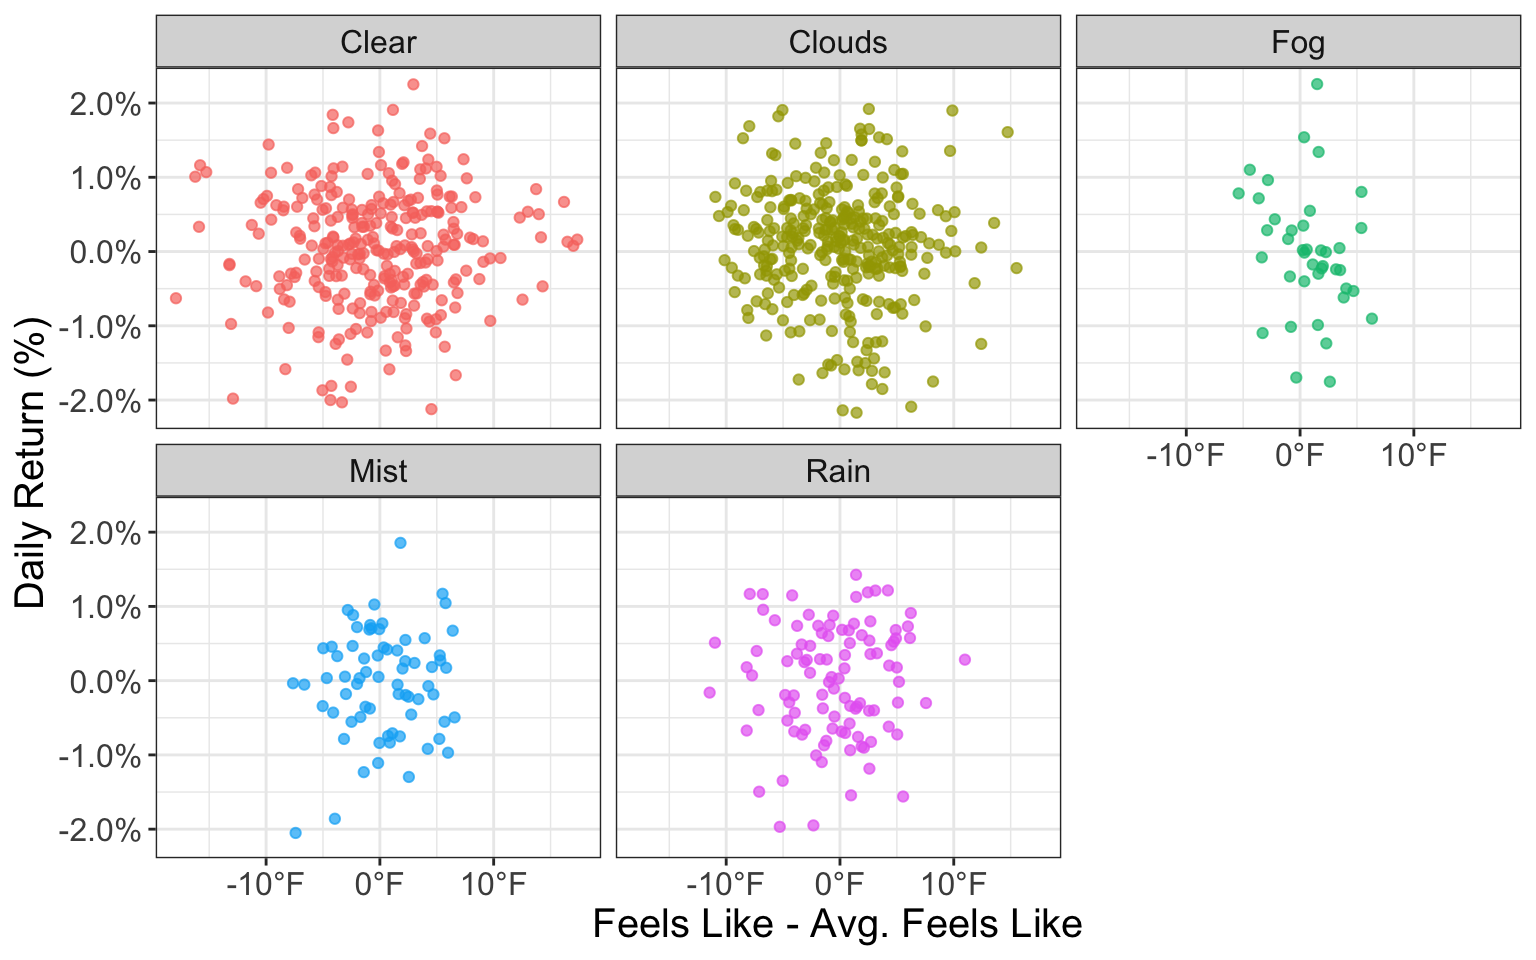 Clear
Clouds
Fog
2.0%
1.0%
0.0%
-1.0%
-2.0%
-10°F 0°F 10°F
Mist
Rain
2.0%
1.0%
0.0%
-1.0%
-2.0%
-10°F 0°F 10°F
-10°F 0°F 10°F
Feels Like - Avg. Feels Like
Daily Return (%)